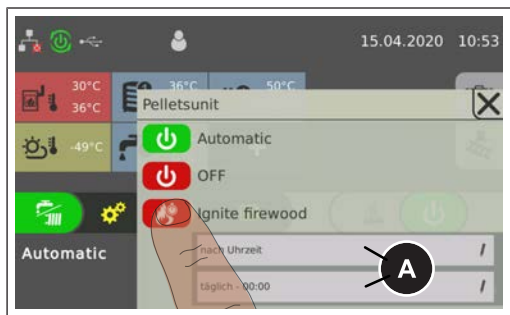 15.04.2020 10:53
30°C
36°C
36°C
50°C
-49°C
Pelletsunit
Automatic
OFF
Ignite firewood
Automatic
nach Uhrzeit
täglich - 00:00
A